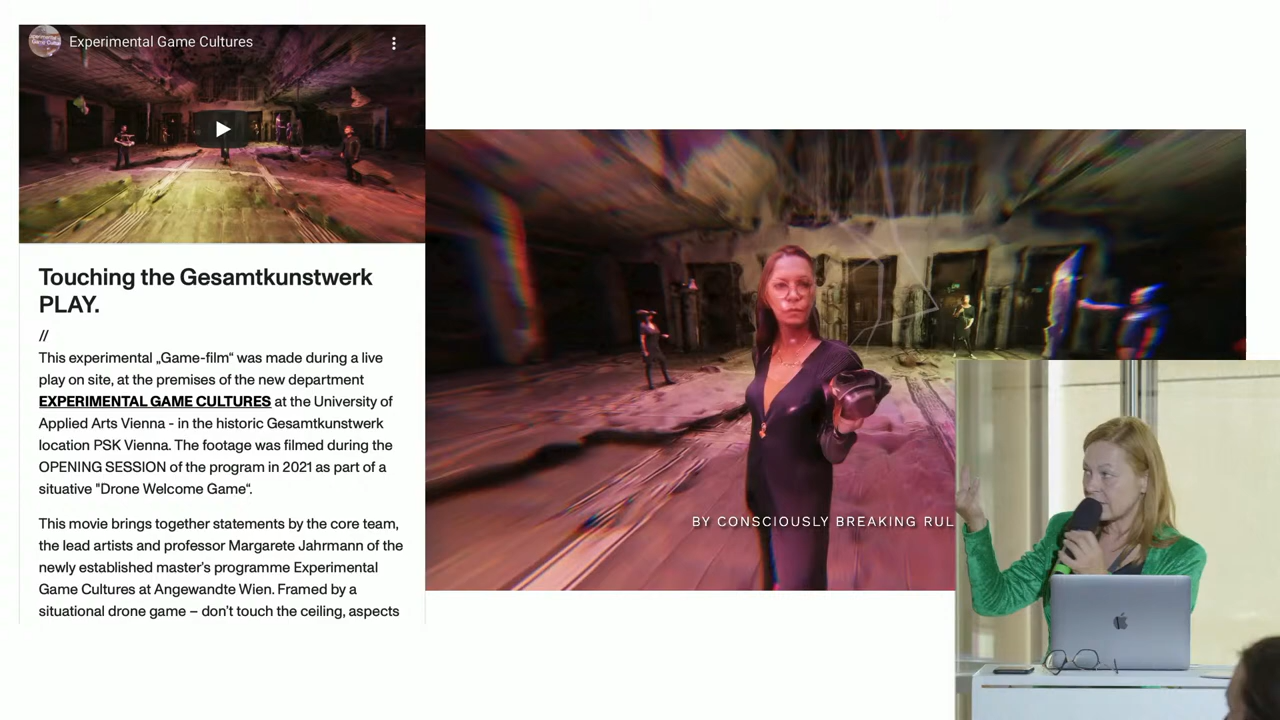 Experimental Game Cultures
Touching the Gesamtkunstwerk
PLAY.
//
This experimental „Game-film“ was made during a live
play on site, at the premises of the new department
EXPERIMENTAL GAME CULTURES at the University of
Applied Arts Vienna - in the historic Gesamtkunstwerk
location PSK Vienna. The footage was filmed during the
OPENING SESSION of the program in 2021 as part of a
situative "Drone Welcome Game“.
This movie brings together statements by the core team,
the lead artists and professor Margarete Jahrmann of the
newly established master's programme Experimental
Game Cultures at Angewandte Wien. Framed by a
situational drone game – don't touch the ceiling, aspects
BY CONSCIOUSLY BREAKING RUL